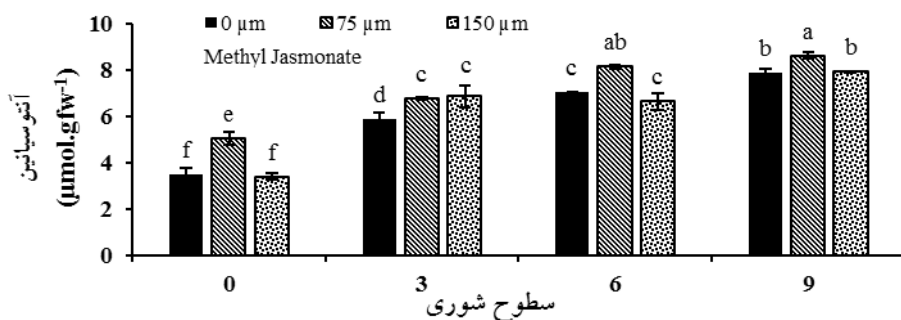 0 µm 75 µm 150 µm
Methyl Jasmonate
آنتوسیانین
(µmol.gfw-1)
10
8
6
4
2
0
f e f
d c c
c ab c
b a b
0 3 6 9
سطوح شوری